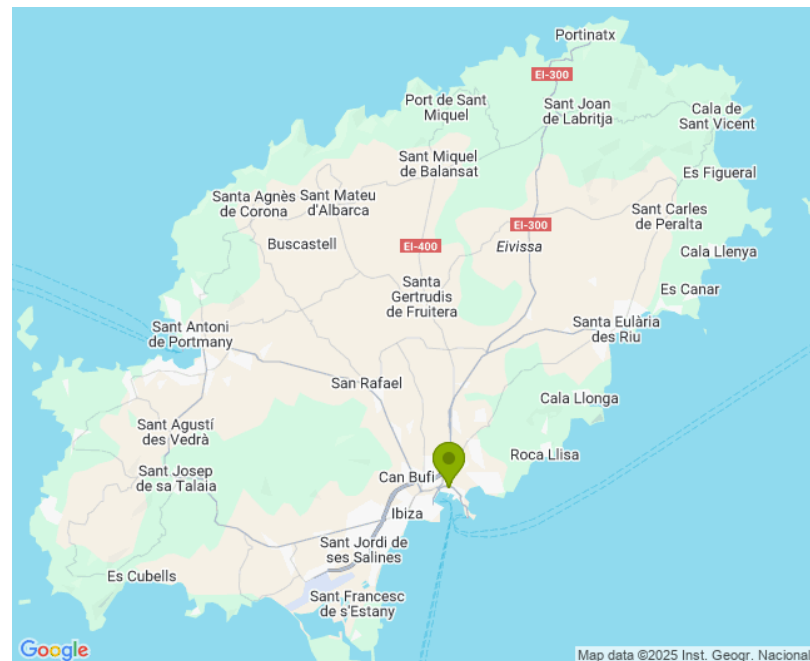 Portinatx
EI-300
Port de Sant
Miquel
Sant Joan
de Labritja
Cala de
Sant Vicent
Sant Miquel
de Balansat
Es Figueral
Santa Agnès
de Corona
Sant Mateu
d'Albarca
Sant Carles
de Peralta
EI-300
Buscastell
EI-400
Eivissa
Cala Llenya
Santa
Gertrudis
de Fruitera
Es Canar
Sant Antoni
de Portmany
Santa Eulària
des Riu
San Rafael
Cala Llonga
Sant Agustí
des Vedrà
Roca Llisa
Sant Josep
de sa Talaia
Can Bufí
Ibiza
Sant Jordi de
ses Salines
Es Cubells
Sant Francesc
de s'Estany
Google
Map data ©2025 Inst. Geogr. Nacional